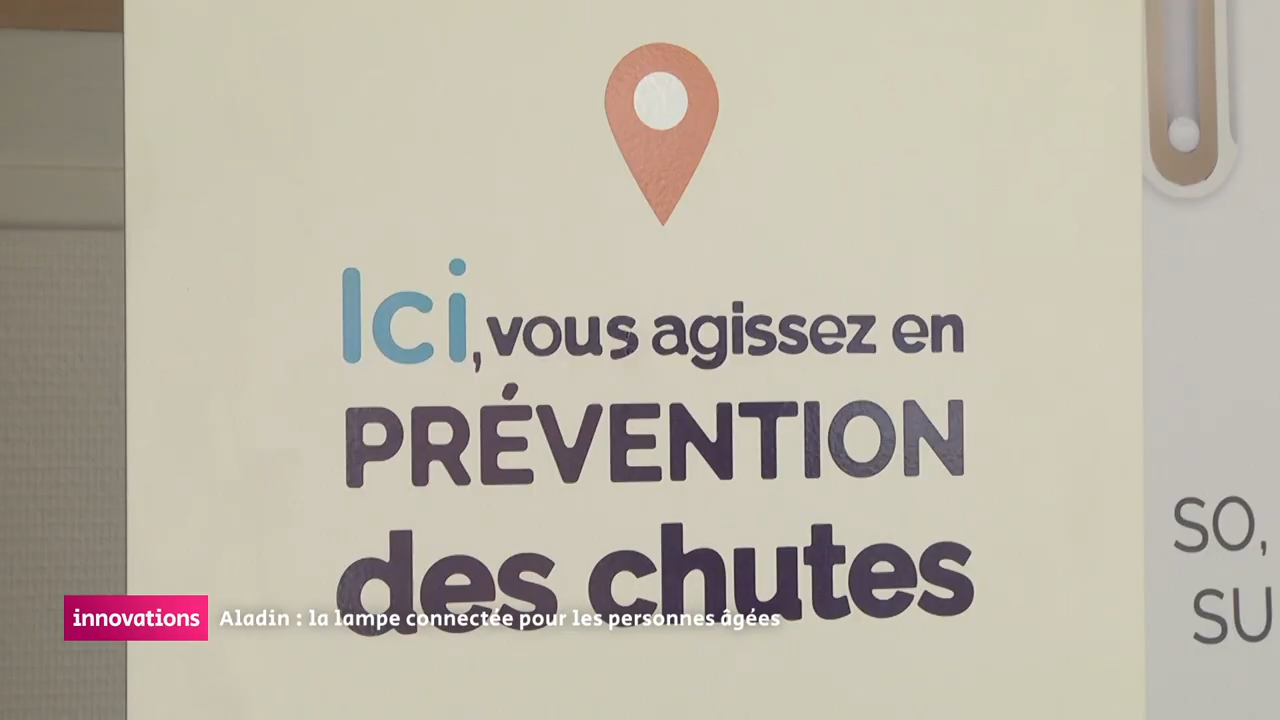 Ici, vous agissez en
PRÉVENTION
des chutes
SO,
SU
innovations
Aladin : la lampe connectée pour les personnes âgées